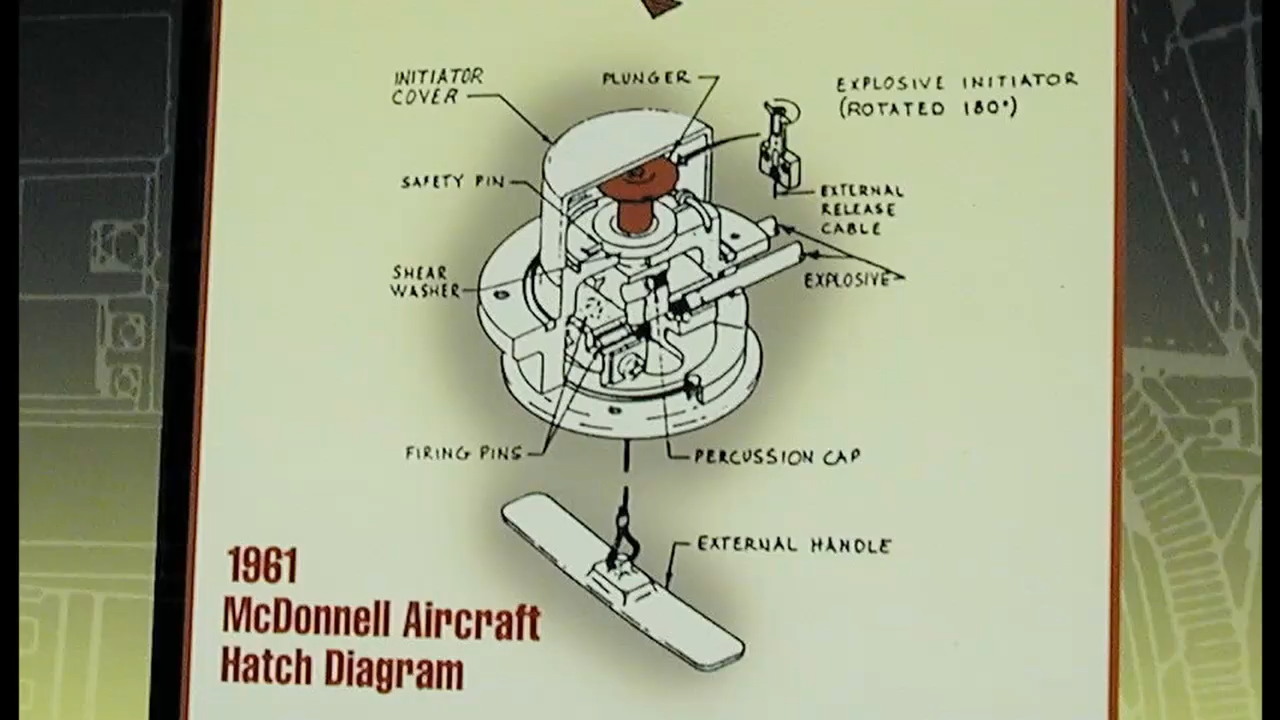 INITIATOR
COVER
PLUNGER
EXPLOSIVE INITIATOR
(ROTATED 180°)
SAFETY PIN
EXTERNAL
RELEASE
CABLE
SHEAR
WASHER
EXPLOSIVE
FIRING PINS
PERCUSSION CAP
EXTERNAL HANDLE
1961
McDonnell Aircraft
Hatch Diagram